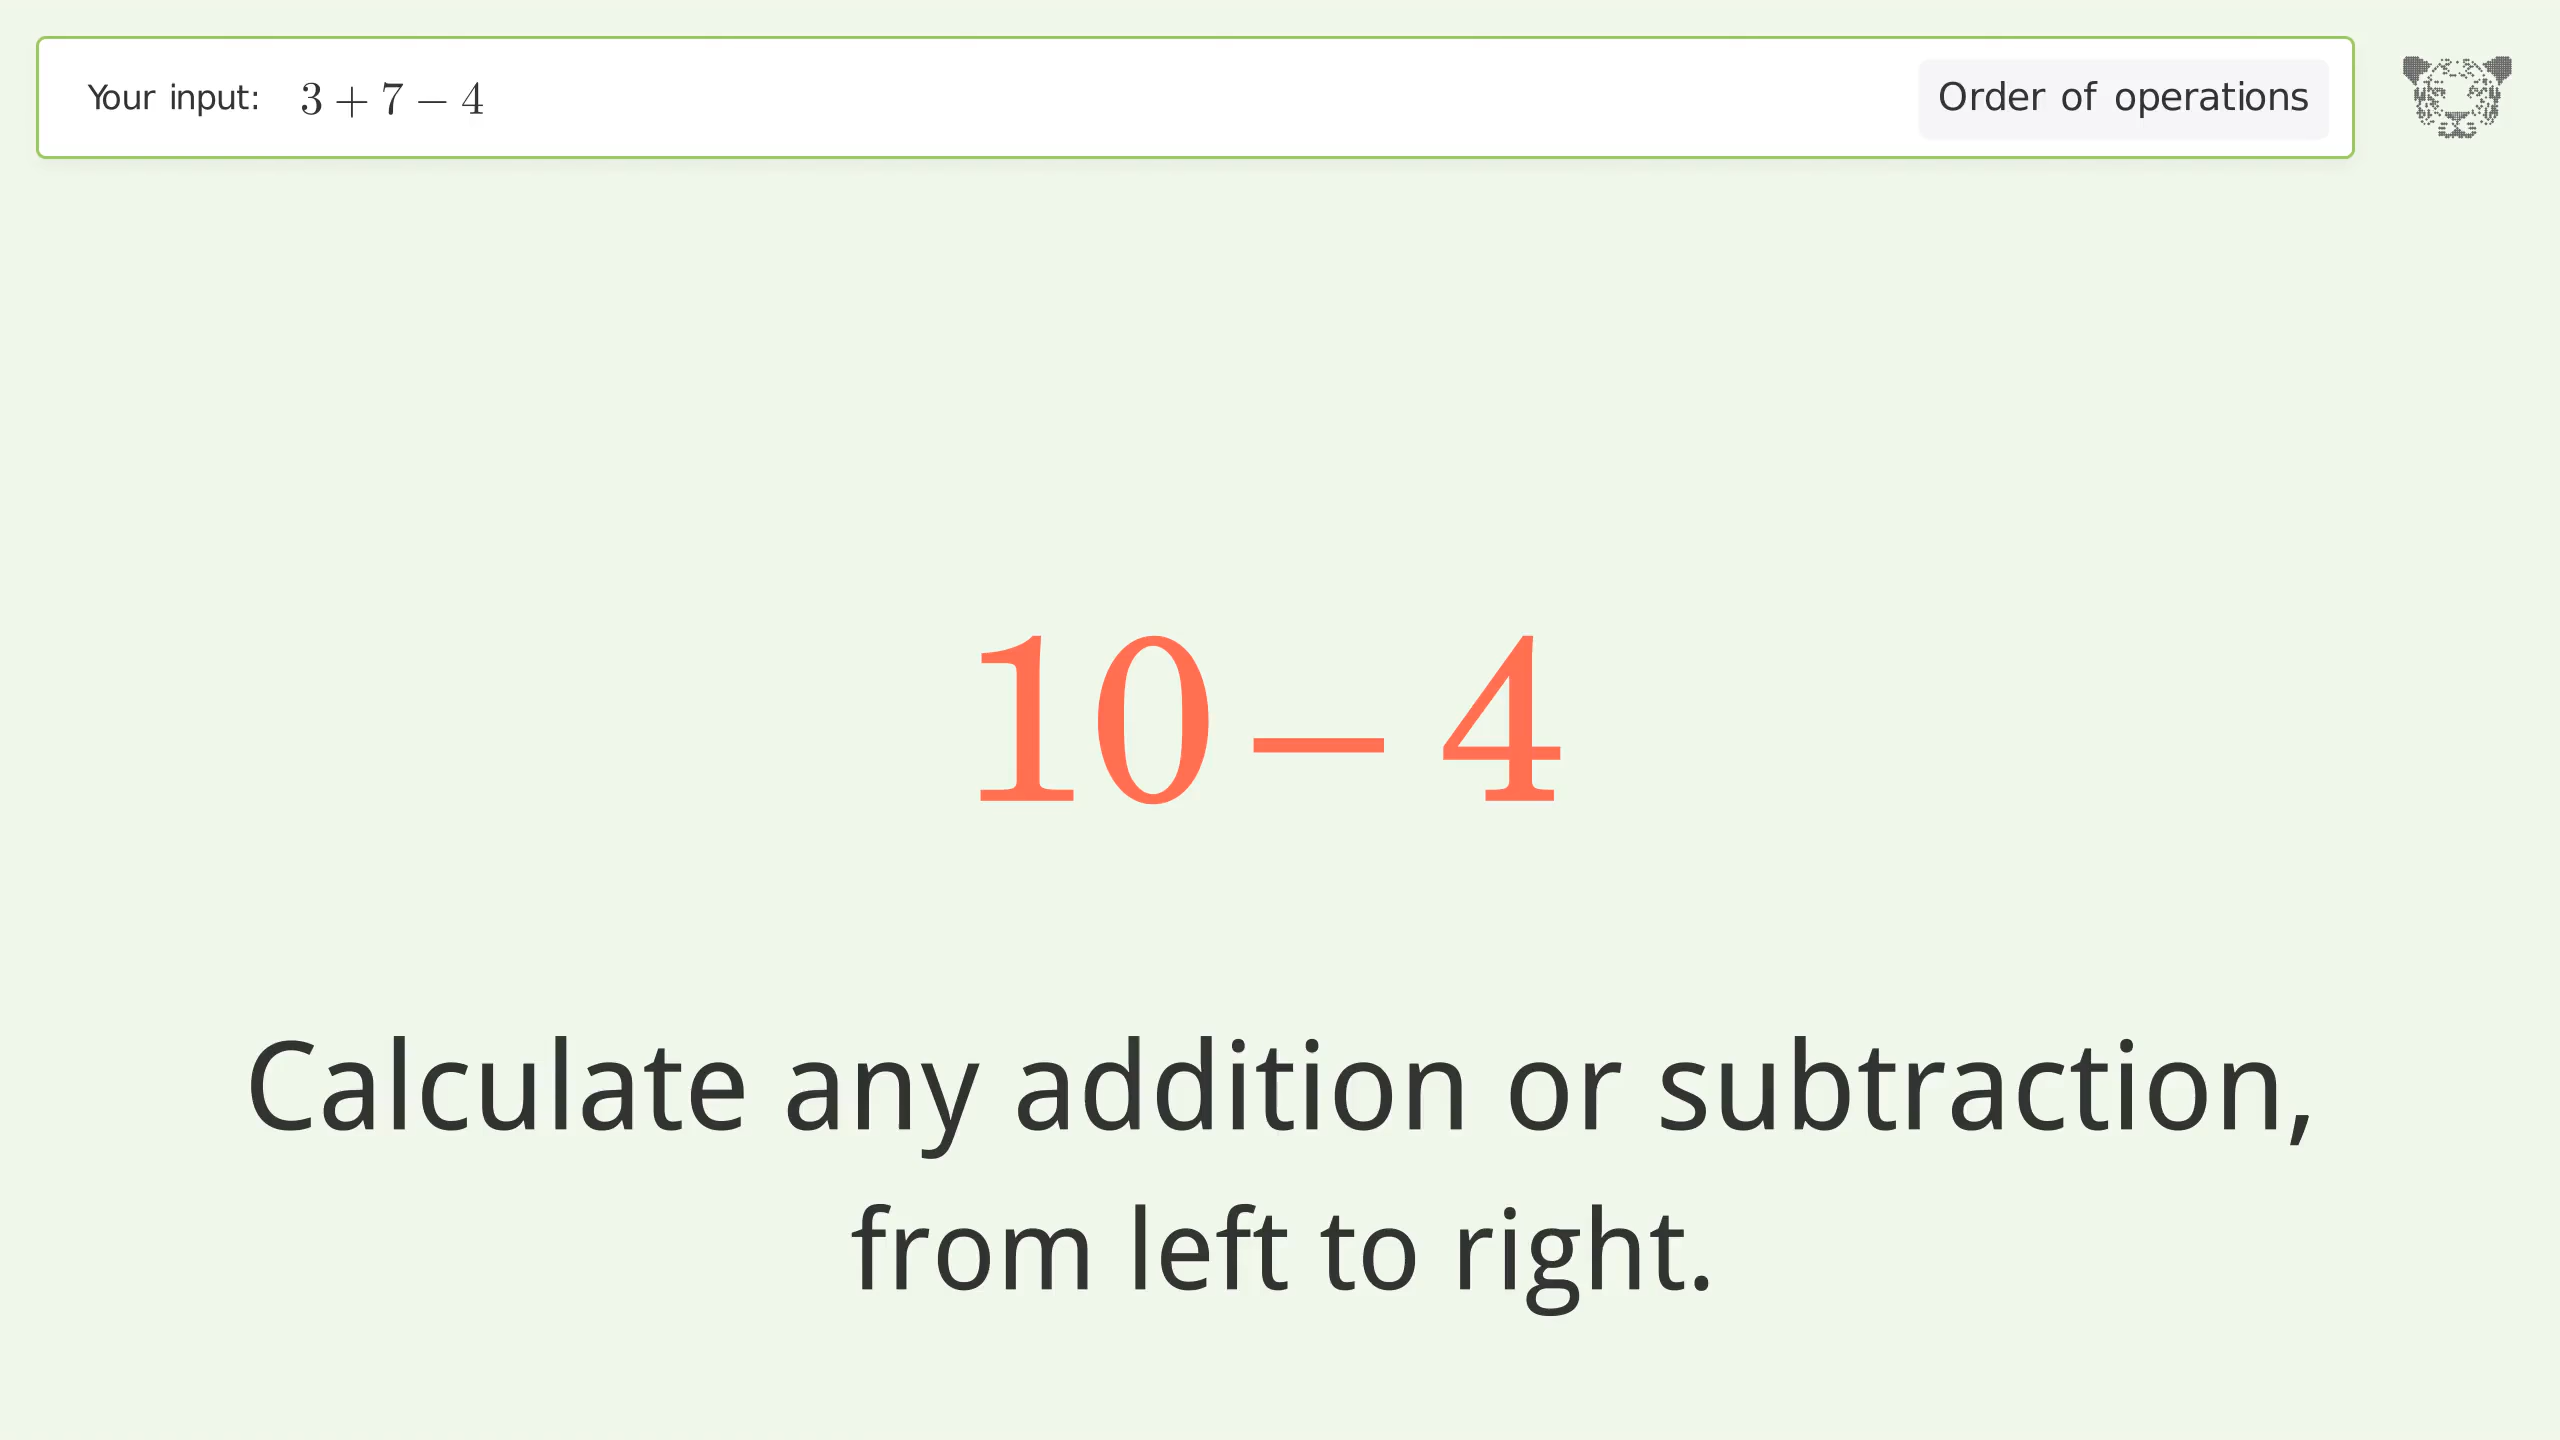 Your input: 3 + 7 − 4
Order of operations
10 − 4
Calculate any addition or subtraction,
from left to right.